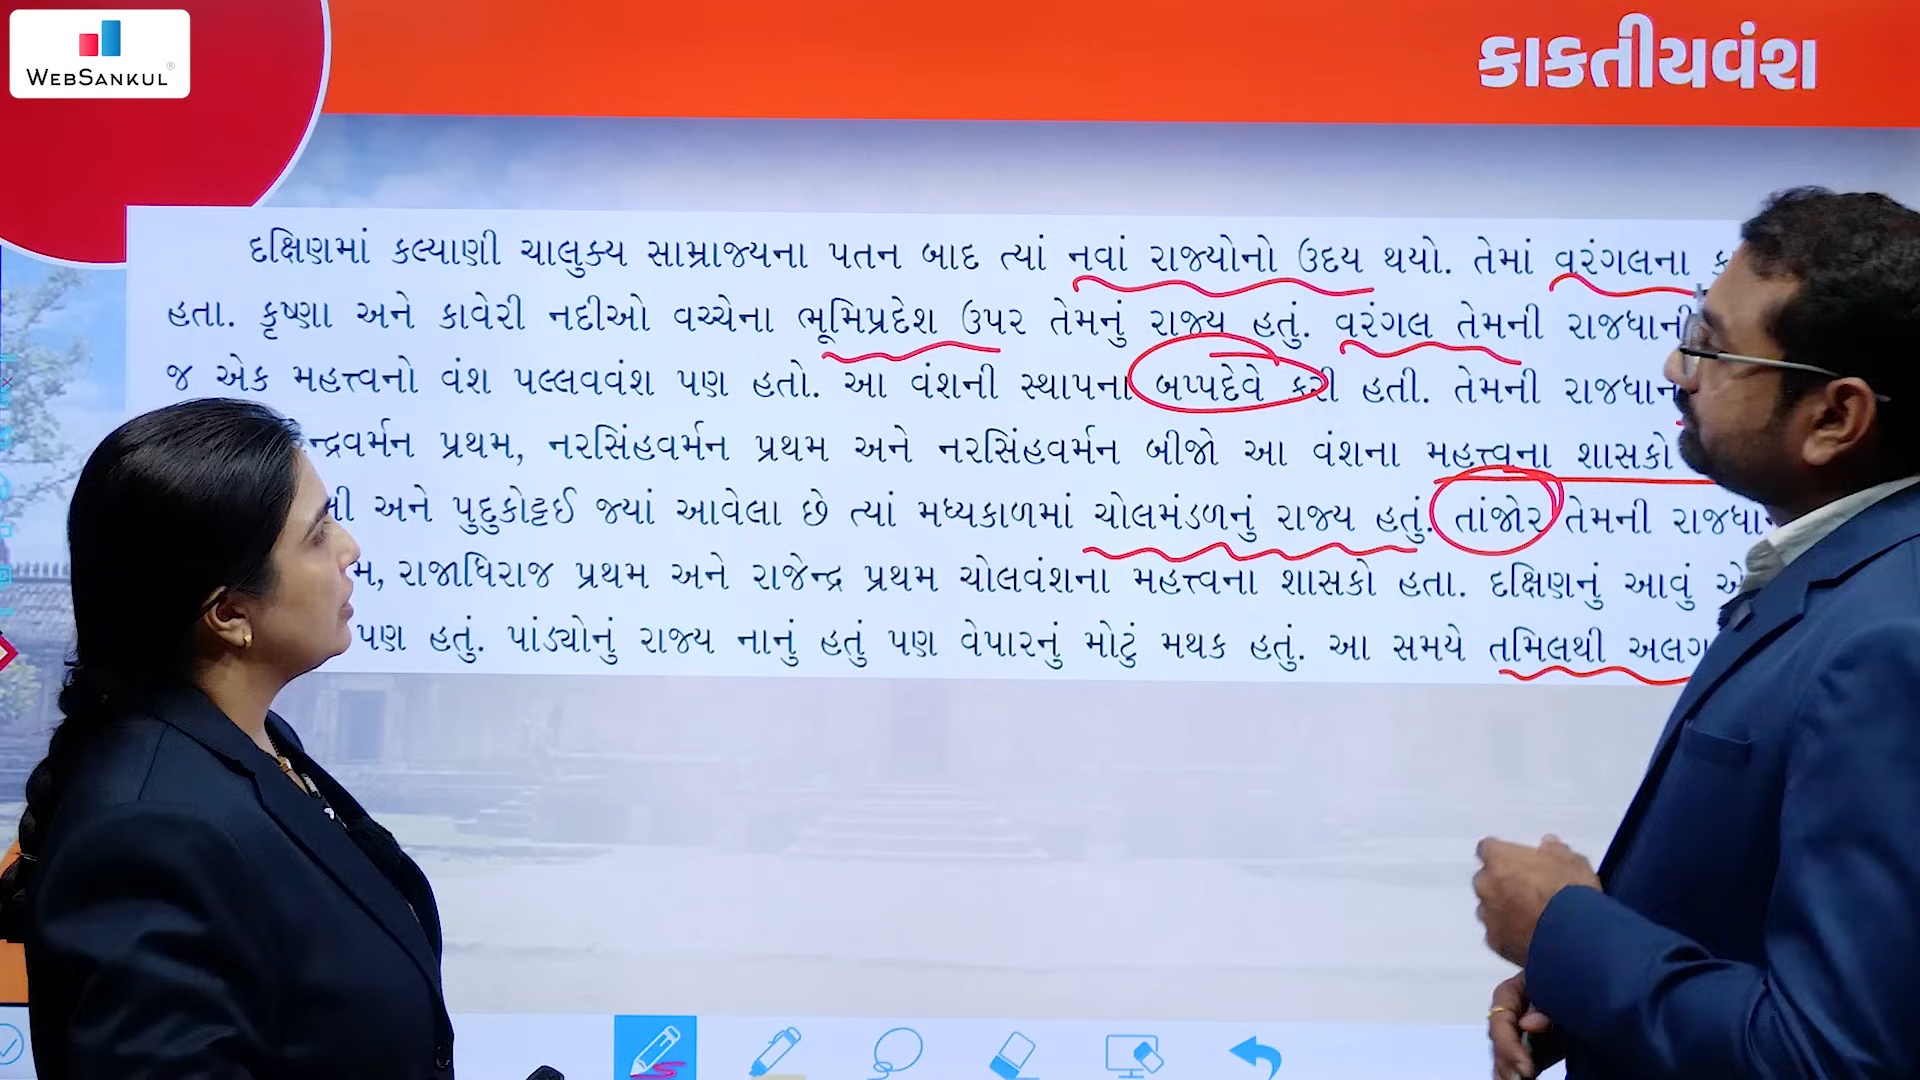 WEBSANKUL
કાકતીયવંશ
દક્ષિણમાં કલ્યાણી ચાલુક્ય સામ્રાજ્યના પતન બાદ ત્યાં નવાં રાજ્યોનો ઉદય થયો. તેમાં વરંગલના
હતા. કૃષ્ણા અને કાવેરી નદીઓ વચ્ચેના ભૂમિપ્રદેશ ઉપર તેમનું રાજ્ય હતું. વરંગલ તેમની રાજધાની
જ એક મહત્ત્વનો વંશ પલ્લવવંશ પણ હતો. આ વંશની સ્થાપના બપ્પદેવે કરી હતી. તેમની
પ્રથમ, નરસિંહવર્મન પ્રથમ અને નરસિંહવર્મન બીજો આ વંશના મહત્ત્વના શાસકો
અને પુદુકોટ્ટઈ જ્યાં આવેલા છે ત્યાં મધ્યકાળમાં ચોલમંડળનું રાજ્ય હતું. તાંજોર તેમની
રાજાધિરાજ પ્રથમ અને રાજેન્દ્ર પ્રથમ ચોલવંશના મહત્ત્વના શાસકો હતા. દક્ષિણનું આવું
પણ હતું. પાંડ્યોનું રાજ્ય નાનું હતું પણ વેપારનું મોટું મથક હતું. આ સમયે તમિલથી